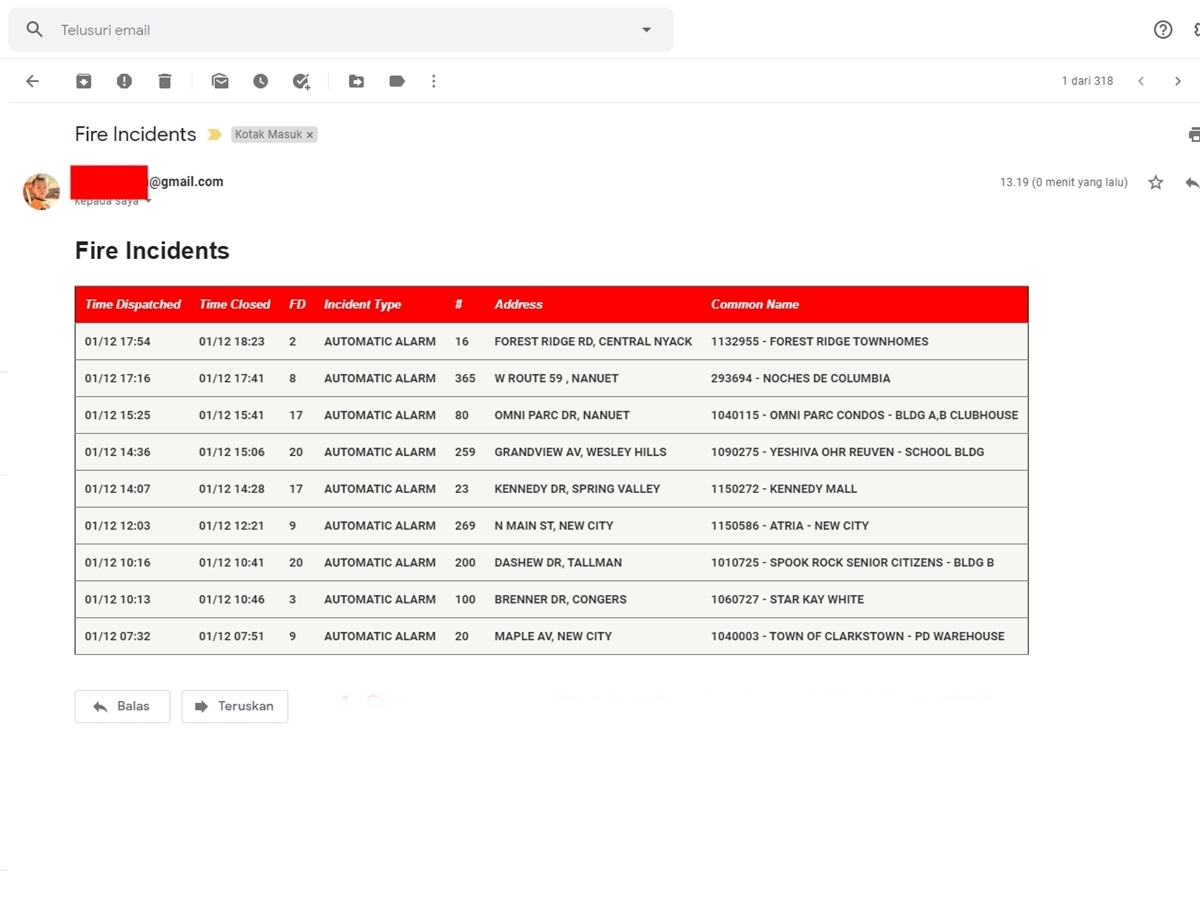 Telusuri email
1 dari 318
Fire Incidents Kotak Masuk ×
@gmail.com 13.19 (0 menit yang lalu)
kepada saya
Fire Incidents
Time Dispatched Time Closed FD Incident Type # Address Common Name
01/12 17:54 01/12 18:23 2 AUTOMATIC ALARM 16 FOREST RIDGE RD, CENTRAL NYACK 1132955 - FOREST RIDGE TOWNHOMES
01/12 17:16 01/12 17:41 8 AUTOMATIC ALARM 365 W ROUTE 59 , NANUET 293694 - NOCHES DE COLUMBIA
01/12 15:25 01/12 15:41 17 AUTOMATIC ALARM 80 OMNI PARC DR, NANUET 1040115 - OMNI PARC CONDOS - BLDG A,B CLUBHOUSE
01/12 14:36 01/12 15:06 20 AUTOMATIC ALARM 259 GRANDVIEW AV, WESLEY HILLS 1090275 - YESHIVA OHR REUVEN - SCHOOL BLDG
01/12 14:07 01/12 14:28 17 AUTOMATIC ALARM 23 KENNEDY DR, SPRING VALLEY 1150272 - KENNEDY MALL
01/12 12:03 01/12 12:21 9 AUTOMATIC ALARM 269 N MAIN ST, NEW CITY 1150586 - ATRIA - NEW CITY
01/12 10:16 01/12 10:41 20 AUTOMATIC ALARM 200 DASHEW DR, TALLMAN 1010725 - SPOOK ROCK SENIOR CITIZENS - BLDG B
01/12 10:13 01/12 10:46 3 AUTOMATIC ALARM 100 BRENNER DR, CONGERS 1060727 - STAR KAY WHITE
01/12 07:32 01/12 07:51 9 AUTOMATIC ALARM 20 MAPLE AV, NEW CITY 1040003 - TOWN OF CLARKSTOWN - PD WAREHOUSE
Balas Teruskan